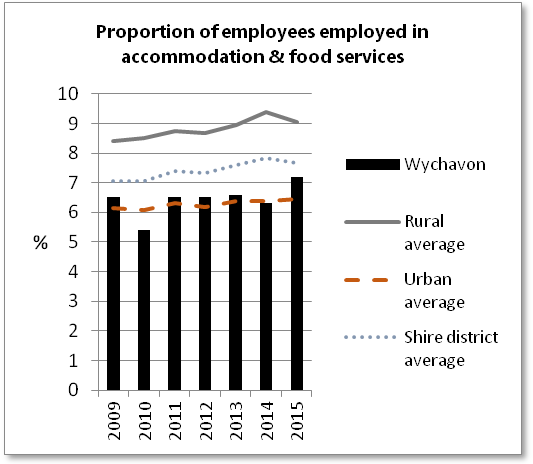 Proportion of employees employed in
accommodation & food services
10
9
8
7
6
5
4
3
2
1
0
%
2009
2010
2011
2012
2013
2014
2015
Wychavon
Rural
average
Urban
average
Shire district
average